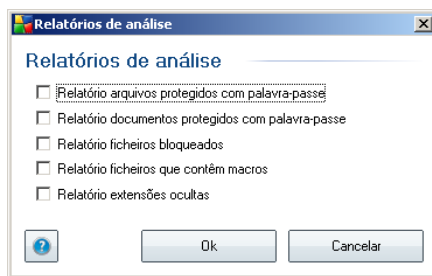 Relatórios de análise
Relatórios de análise
Relatório arquivos protegidos com palavra-passe
Relatório documentos protegidos com palavra-passe
Relatório ficheiros bloqueados
Relatório ficheiros que contêm macros
Relatório extensões ocultas
? Ok Cancelar